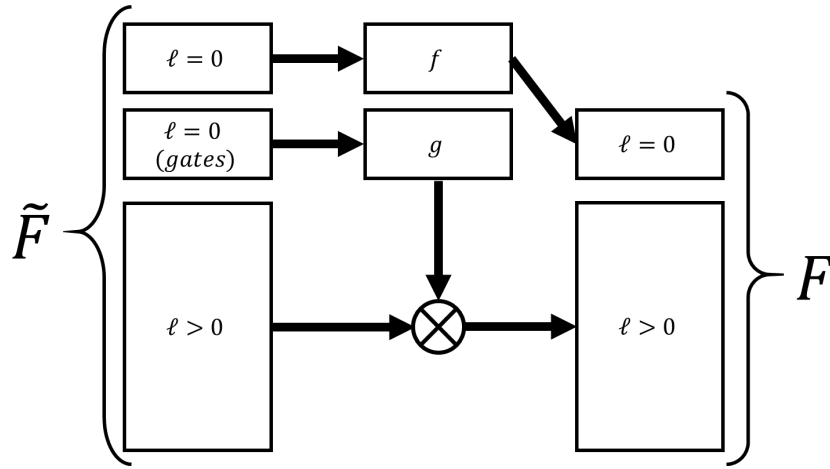 ℓ = 0
f
ℓ = 0
(gates)
g
ℓ = 0
F̃
ℓ > 0
ℓ > 0
F